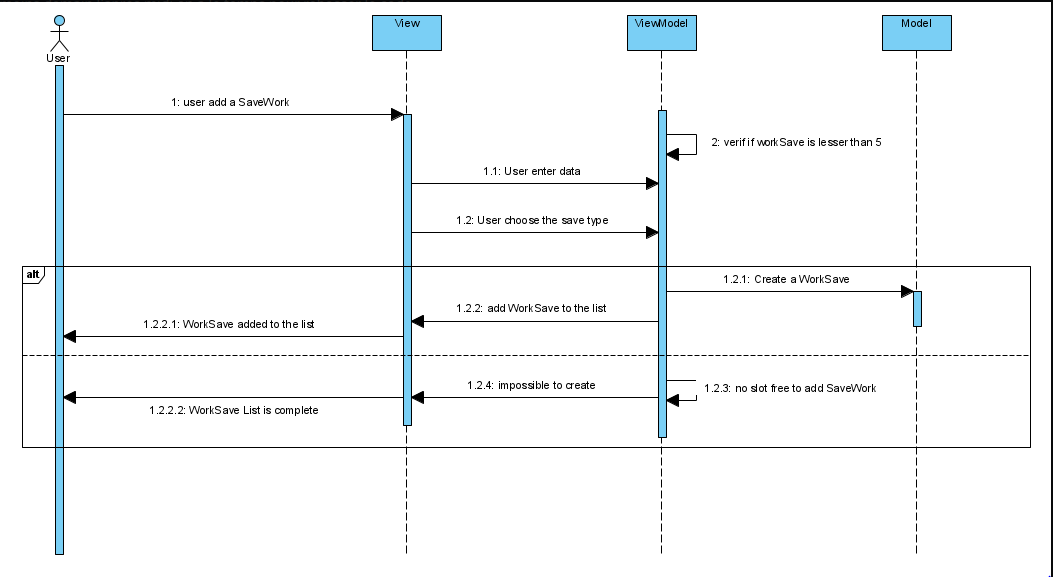 User
View
ViewModel
Model
1: user add a SaveWork
2: verif if workSave is lesser than 5
1.1: User enter data
1.2: User choose the save type
alt
1.2.1: Create a WorkSave
1.2.2: add WorkSave to the list
1.2.2.1: WorkSave added to the list
1.2.4: impossible to create
1.2.3: no slot free to add SaveWork
1.2.2.2: WorkSave List is complete